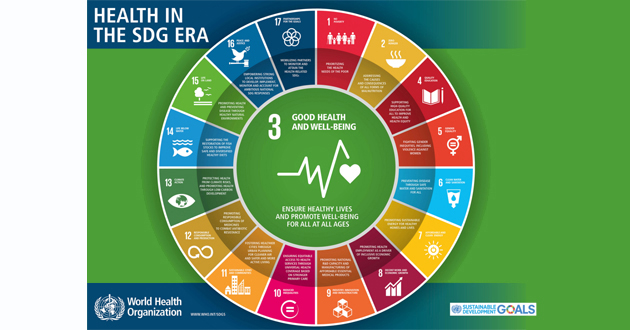 HEALTH IN
THE SDG ERA
17
PARTNERSHIPS
FOR THE GOALS
MOBILIZING PARTNERS
TO MONITOR AND
ATTAIN THE
HEALTH-RELATED
SDGs
1
NO
POVERTY
PRIORITIZING
THE HEALTH
NEEDS OF THE POOR
2
ZERO
HUNGER
ADDRESSING
THE CAUSES
AND CONSEQUENCES
OF ALL FORMS OF
MALNUTRITION
4
QUALITY
EDUCATION
SUPPORTING
HIGH-QUALITY
EDUCATION FOR
ALL TO IMPROVE
HEALTH AND
HEALTH EQUITY
5
GENDER
EQUALITY
FIGHTING GENDER
INEQUITIES, INCLUDING
VIOLENCE AGAINST
WOMEN
6
CLEAN WATER
AND SANITATION
PREVENTING DISEASE
THROUGH SAFE
WATER AND SANITATION
FOR ALL
7
PROMOTING SUSTAINABLE
ENERGY FOR HEALTHY
HOMES AND LIVES
8
DECENT WORK AND
ECONOMIC GROWTH
PROMOTING HEALTH
EMPLOYMENT AS A DRIVER
OF INCLUSIVE ECONOMIC
GROWTH
9
INDUSTRY, INNOVATION
AND INFRASTRUCTURE
PROMOTING NATIONAL
R&D CAPACITY AND
MANUFACTURING OF
AFFORDABLE ESSENTIAL
MEDICAL PRODUCTS
10
REDUCED
INEQUALITIES
ENSURING EQUITABLE
ACCESS TO HEALTH
SERVICES THROUGH
UNIVERSAL HEALTH
COVERAGE BASED
ON STRONGER
PRIMARY CARE
11
SUSTAINABLE CITIES
AND COMMUNITIES
FOSTERING HEALTHIER
CITIES THROUGH
URBAN PLANNING
FOR CLEANER AIR
AND SAFER AND MORE
ACTIVE LIVING
12
RESPONSIBLE
CONSUMPTION
AND PRODUCTION
PROMOTING
RESPONSIBLE
CONSUMPTION OF
MEDICINES
TO COMBAT ANTIBIOTIC
RESISTANCE
13
CLIMATE
ACTION
PROTECTING HEALTH
FROM CLIMATE RISKS,
AND PROMOTING HEALTH
THROUGH LOW-CARBON
DEVELOPMENT
14
LIFE BELOW
WATER
SUPPORTING THE
RESTORATION OF FISH
STOCKS TO IMPROVE
SAFE AND DIVERSIFIED
HEALTHY DIETS
15
LIFE
ON LAND
PROMOTING HEALTH
AND PREVENTING
DISEASE THROUGH
HEALTHY NATURAL
ENVIRONMENTS
16
PEACE AND
JUSTICE
EMPOWERING STRONG
LOCAL INSTITUTIONS
TO DEVELOP, IMPLEMENT,
MONITOR AND ACCOUNT FOR
AMBITIOUS NATIONAL
SDG RESPONSES
3
GOOD HEALTH
AND WELL-BEING
ENSURE HEALTHY LIVES
AND PROMOTE WELL-BEING
FOR ALL AT ALL AGES
World Health
Organization
WWW.WHO.INT/SDGS
SUSTAINABLE
DEVELOPMENT
GOALS